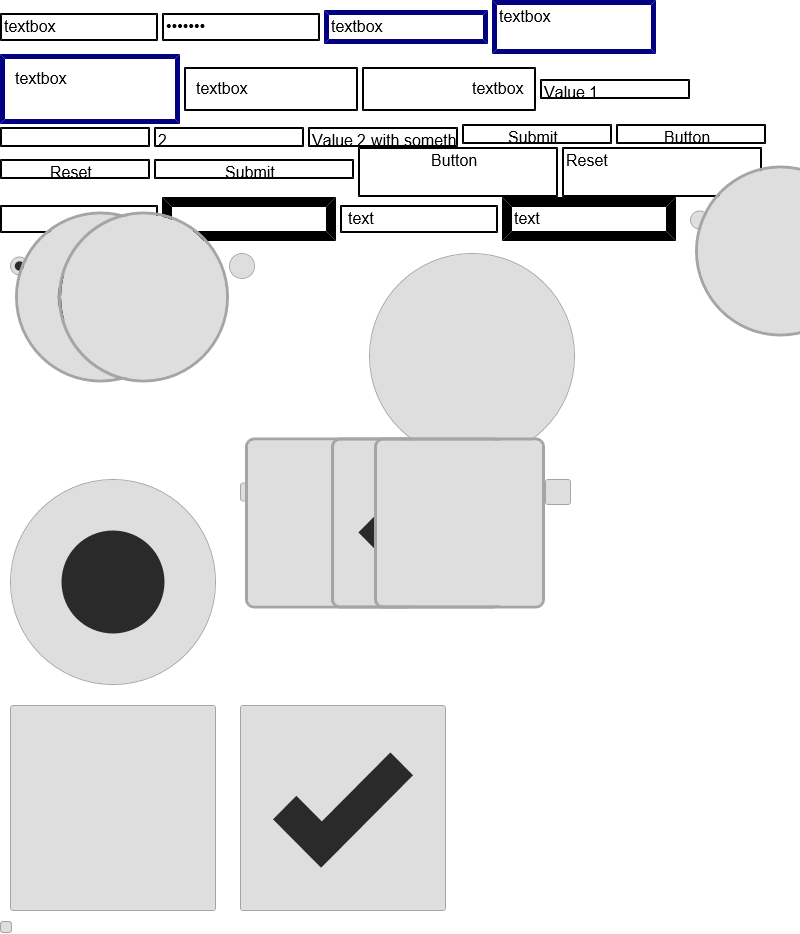 textbox ••••••• textbox textbox
textbox textbox textbox Value 1
2 Value 2 with someth Submit Button
Reset Submit Button Reset
text text